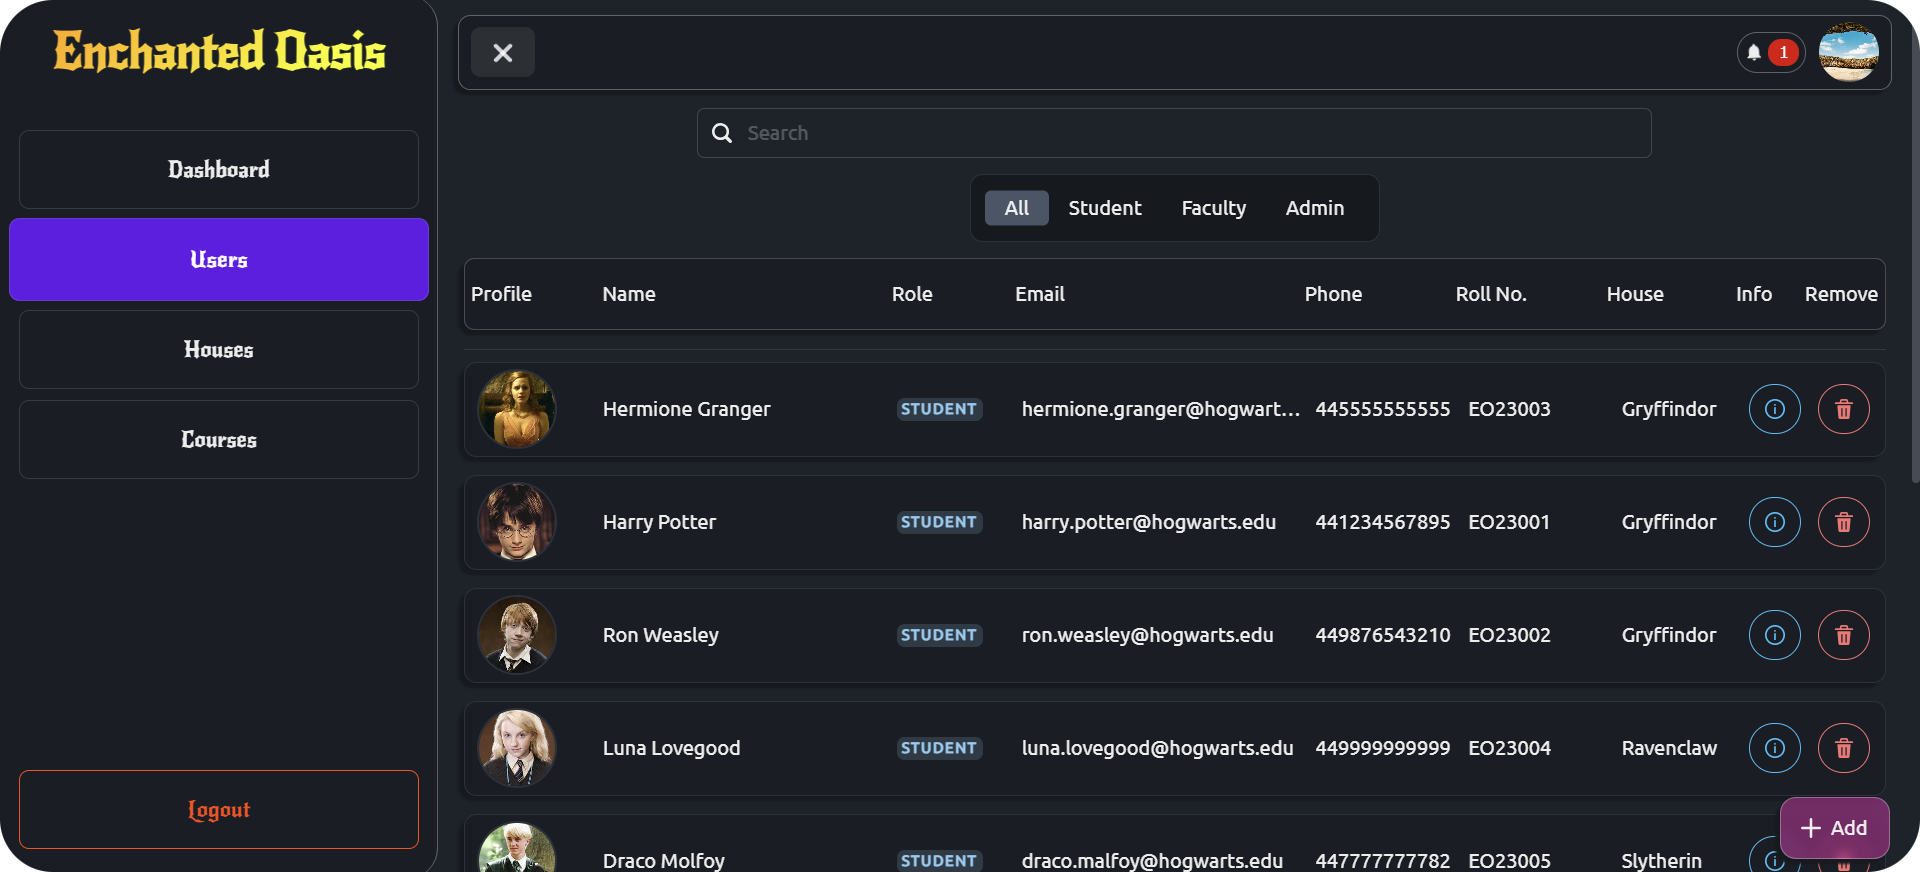 Enchanted Oasis
1
Dashboard
Users
Houses
Courses
Logout
Search
All Student Faculty Admin
Profile Name Role Email Phone Roll No. House Info Remove
Hermione Granger STUDENT hermione.granger@hogwart... 445555555555 EO23003 Gryffindor
Harry Potter STUDENT harry.potter@hogwarts.edu 441234567895 EO23001 Gryffindor
Ron Weasley STUDENT ron.weasley@hogwarts.edu 449876543210 EO23002 Gryffindor
Luna Lovegood STUDENT luna.lovegood@hogwarts.edu 449999999999 EO23004 Ravenclaw
Draco Molfoy STUDENT draco.malfoy@hogwarts.edu 447777777782 EO23005 Slytherin
+ Add